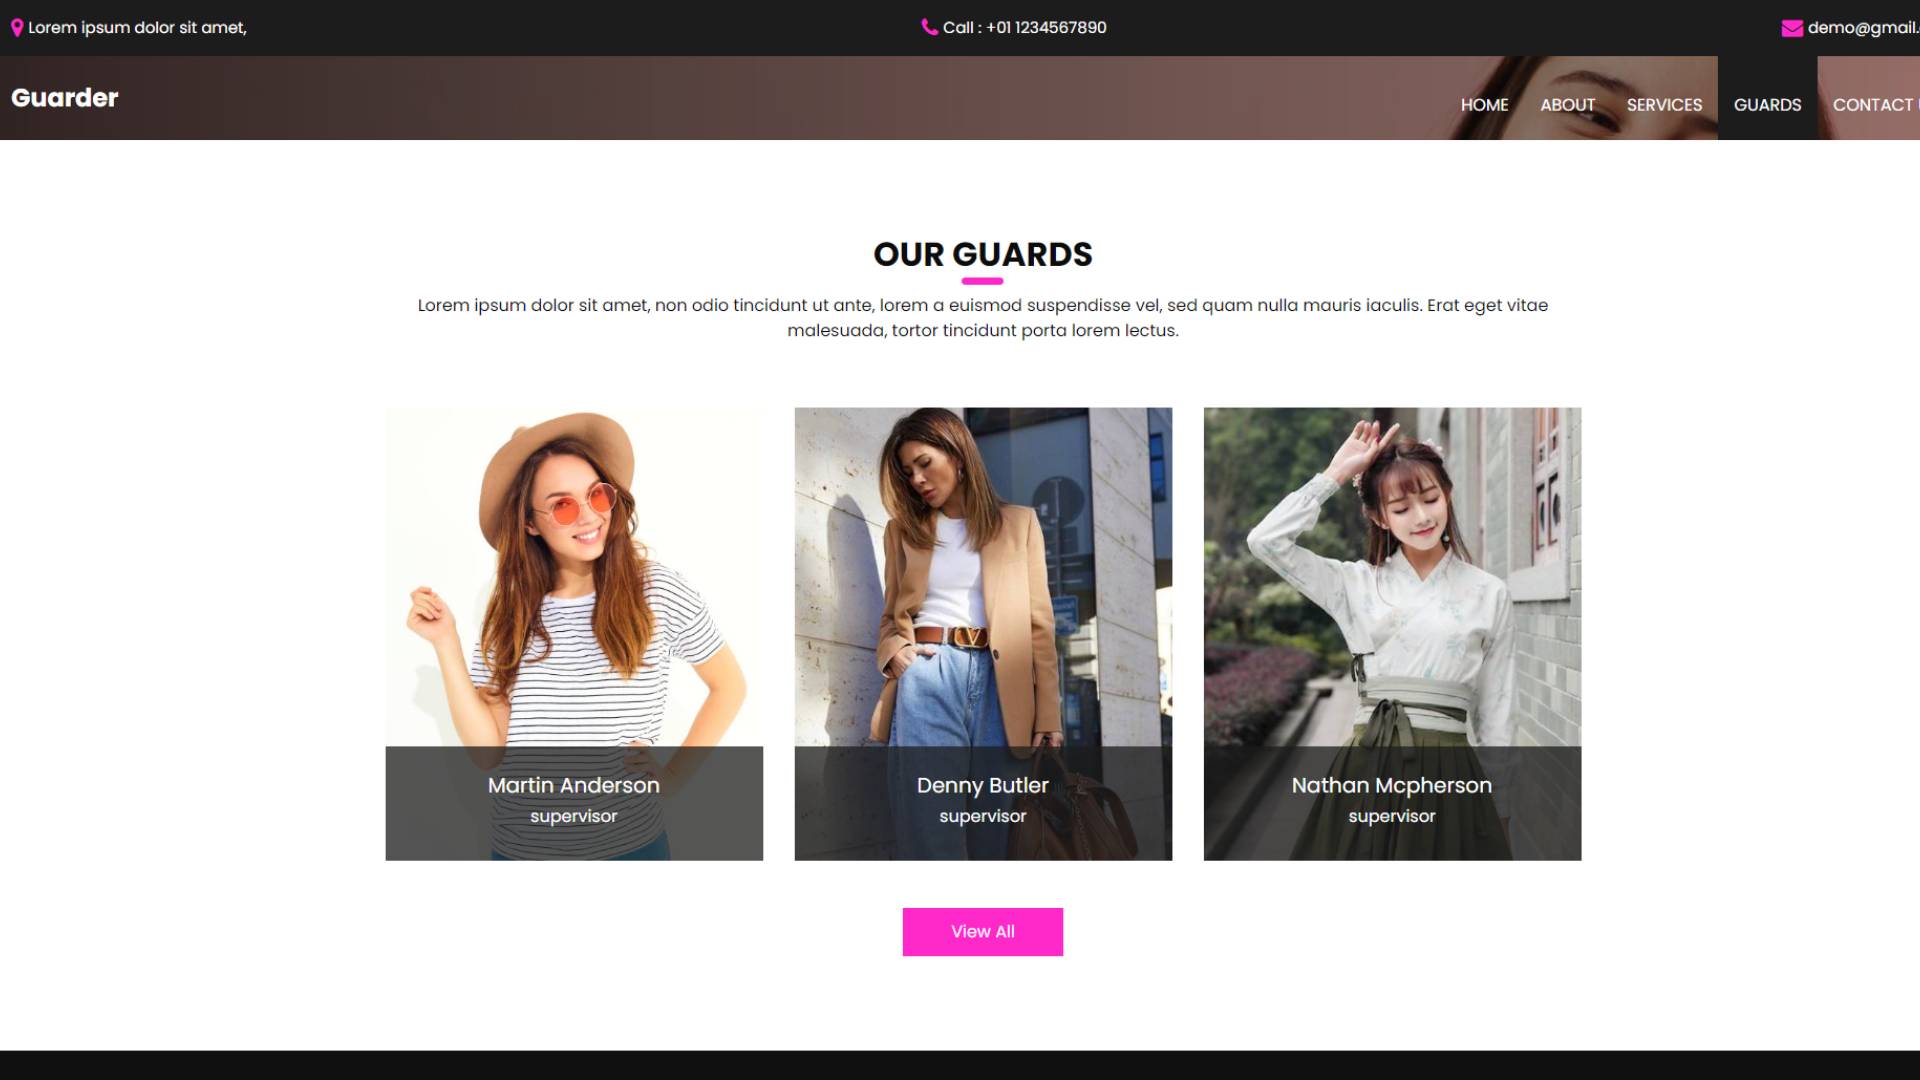 Lorem ipsum dolor sit amet,
Call : +01 1234567890
demo@gmail.
Guarder
HOME ABOUT SERVICES GUARDS CONTACT
OUR GUARDS
Lorem ipsum dolor sit amet, non odio tincidunt ut ante, lorem a euismod suspendisse vel, sed quam nulla mauris iaculis. Erat eget vitae
malesuada, tortor tincidunt porta lorem lectus.
Martin Anderson
supervisor
Denny Butler
supervisor
Nathan Mcpherson
supervisor
View All